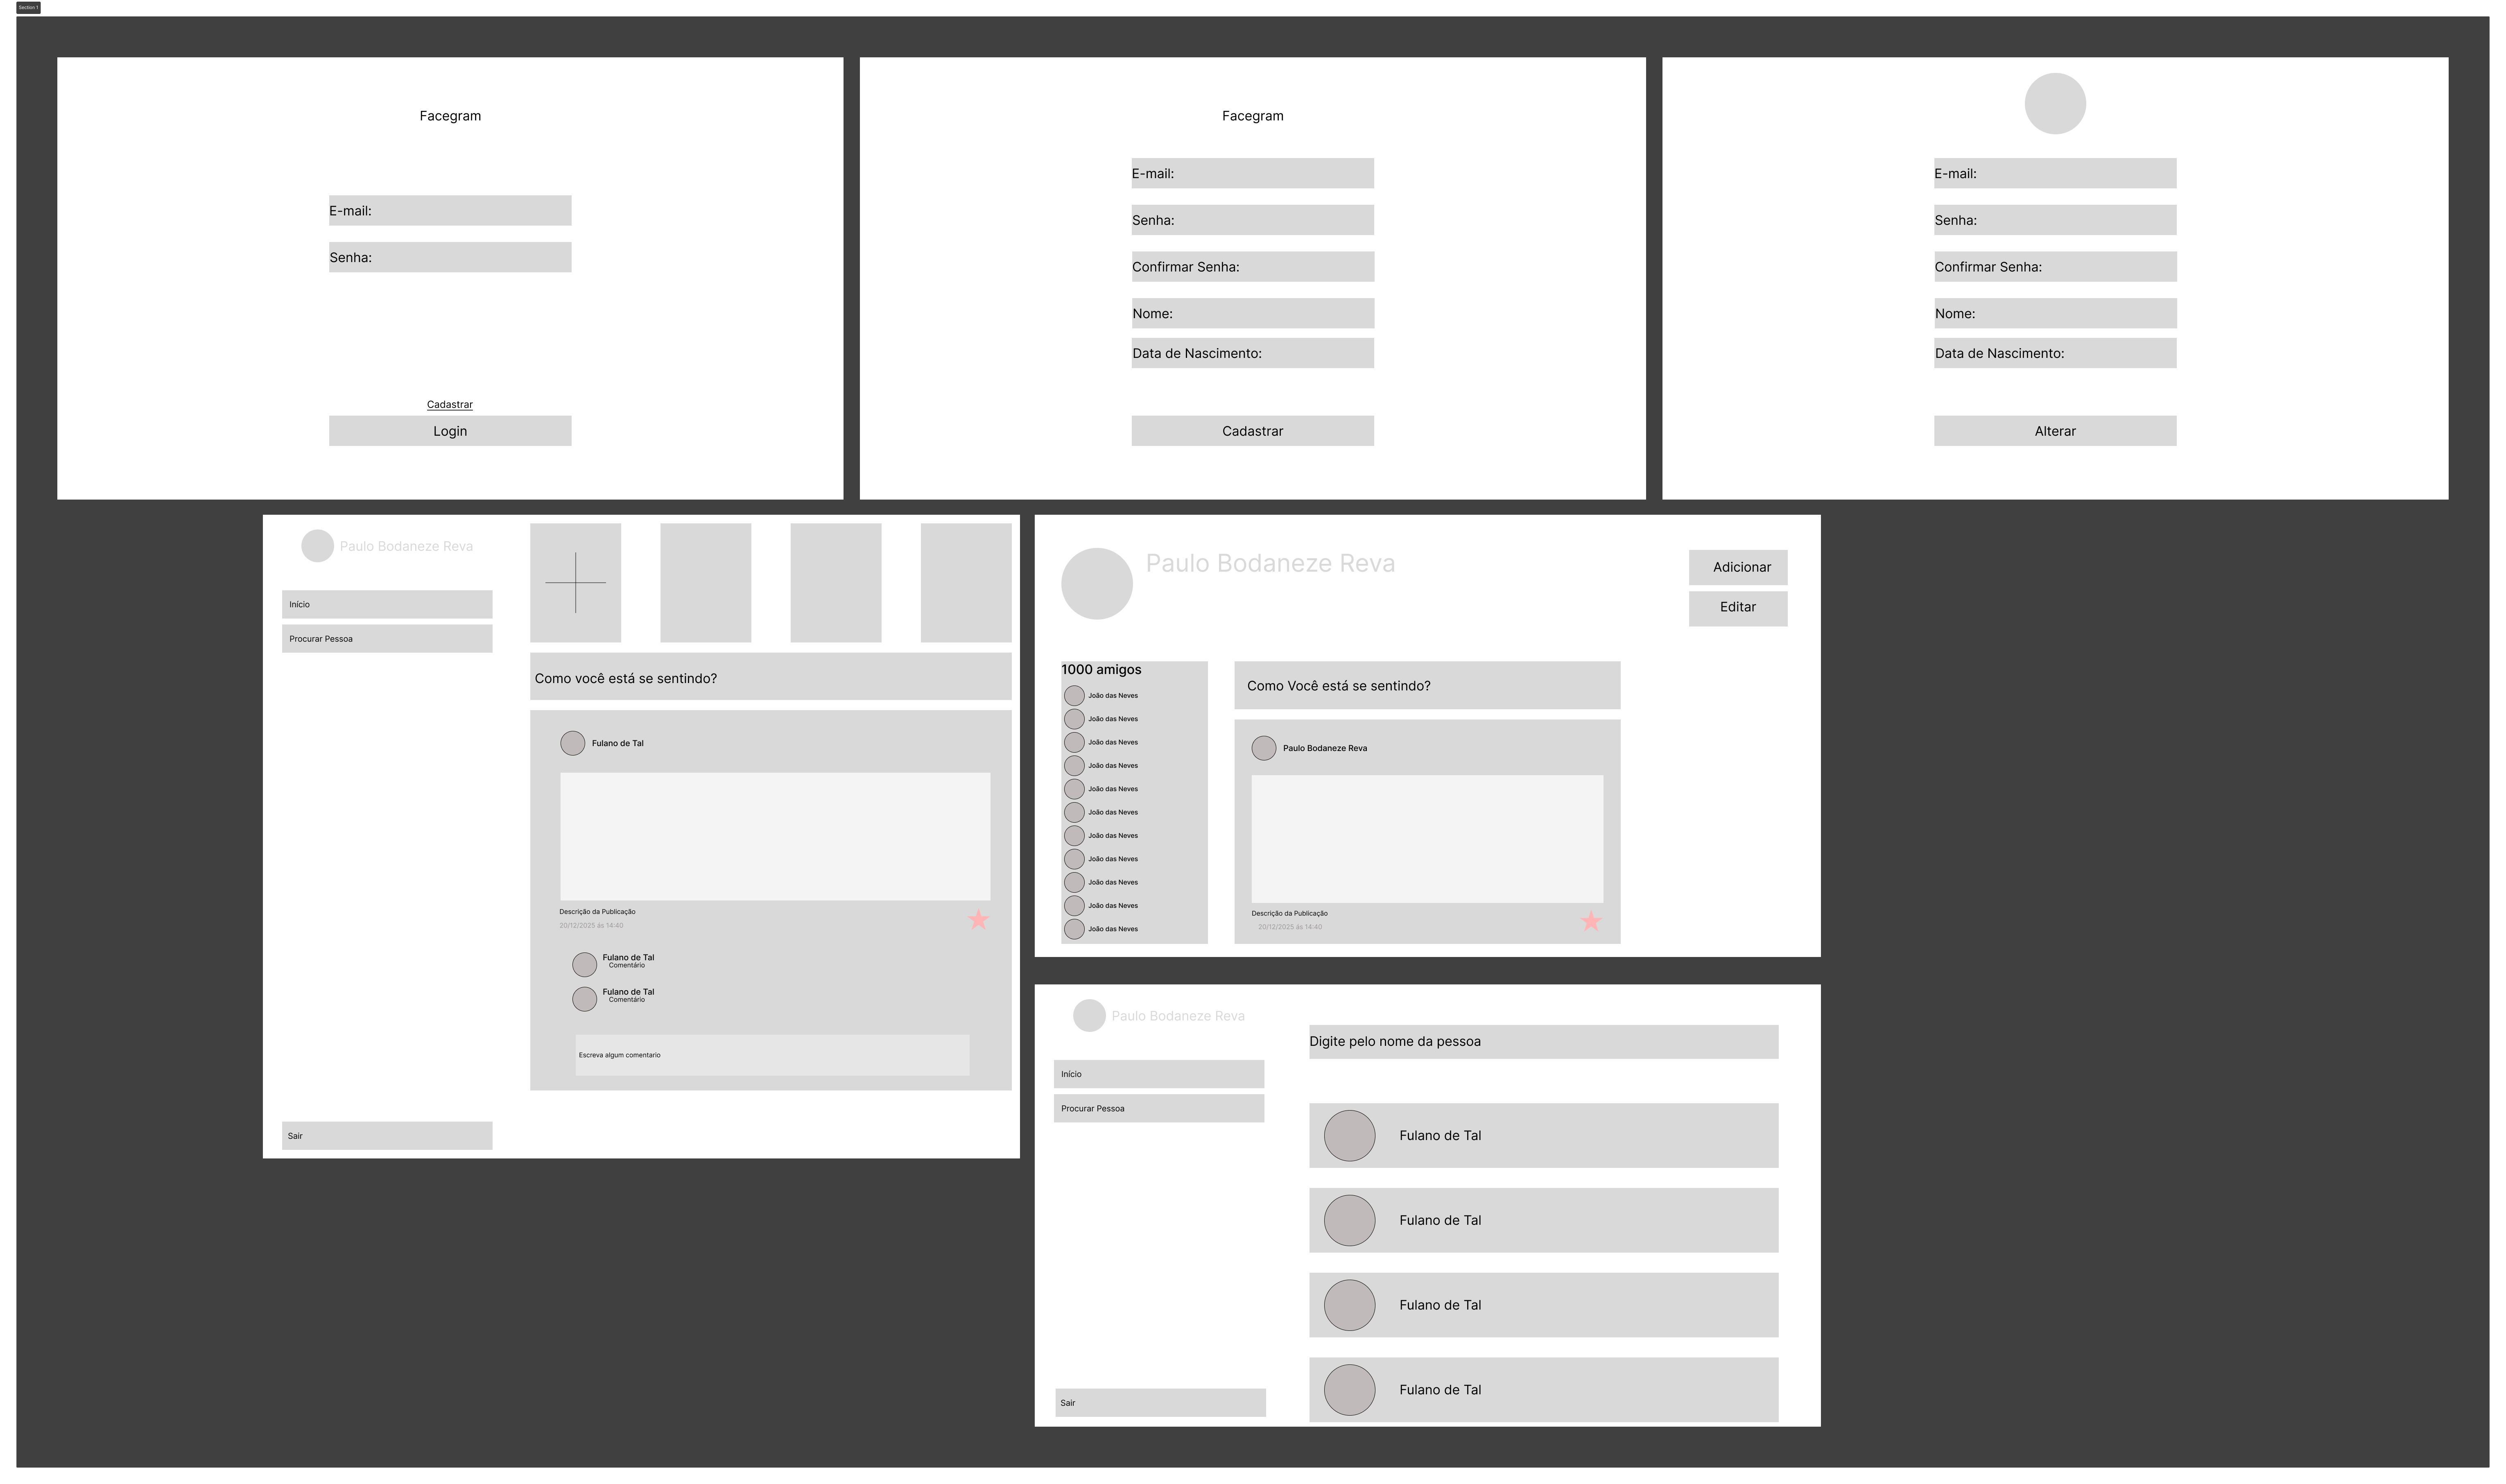 Section 1
Facegram
E-mail:
Senha:
Cadastrar
Login
Facegram
E-mail:
Senha:
Confirmar Senha:
Nome:
Data de Nascimento:
Cadastrar
E-mail:
Senha:
Confirmar Senha:
Nome:
Data de Nascimento:
Alterar
Paulo Bodaneze Reva
Início
Procurar Pessoa
Sair
Como você está se sentindo?
Fulano de Tal
Descrição da Publicação
20/12/2025 ás 14:40
Fulano de Tal
Comentário
Fulano de Tal
Comentário
Escreva algum comentario
Paulo Bodaneze Reva
Adicionar
Editar
1000 amigos
João das Neves
João das Neves
João das Neves
João das Neves
João das Neves
João das Neves
João das Neves
João das Neves
João das Neves
João das Neves
João das Neves
Como Você está se sentindo?
Paulo Bodaneze Reva
Descrição da Publicação
20/12/2025 ás 14:40
Paulo Bodaneze Reva
Início
Procurar Pessoa
Sair
Digite pelo nome da pessoa
Fulano de Tal
Fulano de Tal
Fulano de Tal
Fulano de Tal